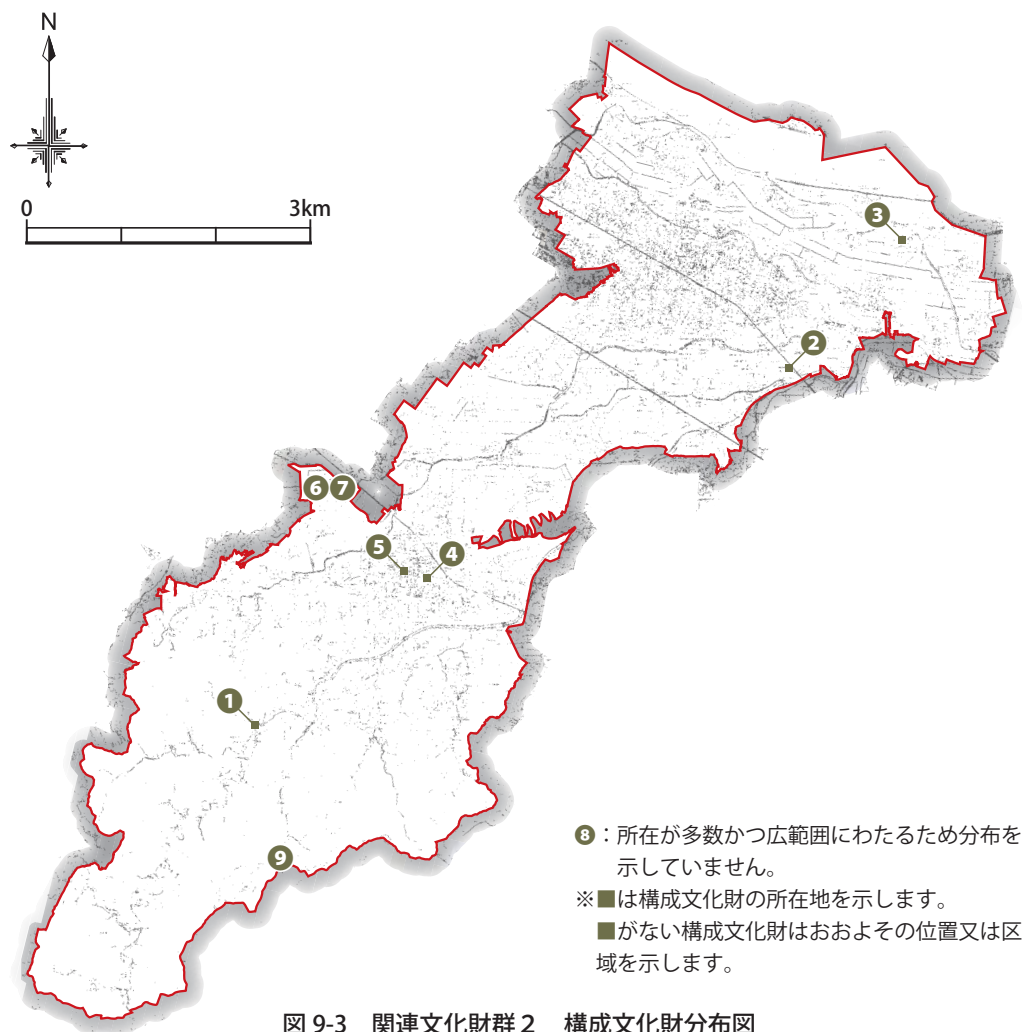 N
0 3km
3
2
6 7
5 4
1
9
8：所在が多数かつ広範囲にわたるため分布を
示していません。
※■は構成文化財の所在地を示します。
■がない構成文化財はおおよその位置又は区
域を示します。
図 9-3 関連文化財群２ 構成文化財分布図